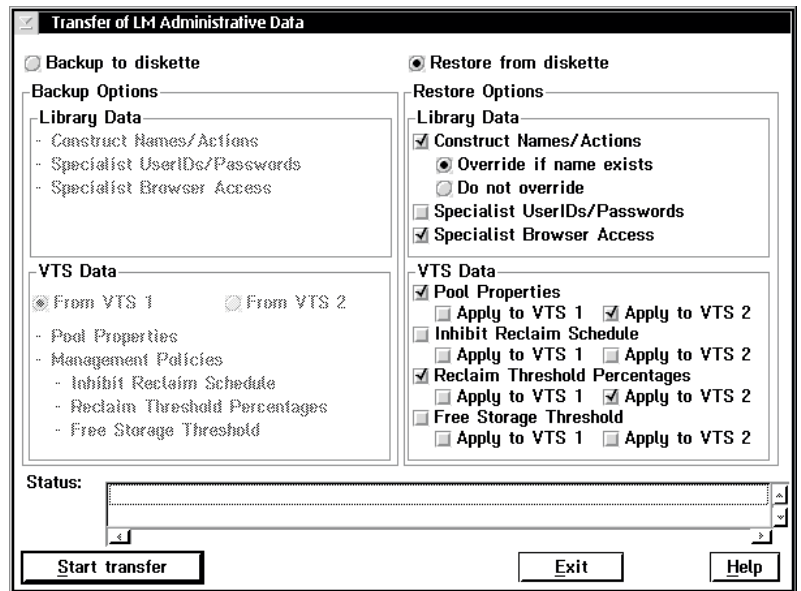 Transfer of LM Administrative Data
Backup to diskette
Backup Options
Library Data
- Construct Names/Actions
- Specialist UserIDs/Passwords
- Specialist Browser Access
VTS Data
From VTS 1 From VTS 2
- Pool Properties
- Management Policies
- Inhibit Reclaim Schedule
- Reclaim Threshold Percentages
- Free Storage Threshold
Restore from diskette
Restore Options
Library Data
Construct Names/Actions
Override if name exists
Do not override
Specialist UserIDs/Passwords
Specialist Browser Access
VTS Data
Pool Properties
Apply to VTS 1 Apply to VTS 2
Inhibit Reclaim Schedule
Apply to VTS 1 Apply to VTS 2
Reclaim Threshold Percentages
Apply to VTS 1 Apply to VTS 2
Free Storage Threshold
Apply to VTS 1 Apply to VTS 2
Status:
Start transfer Exit Help